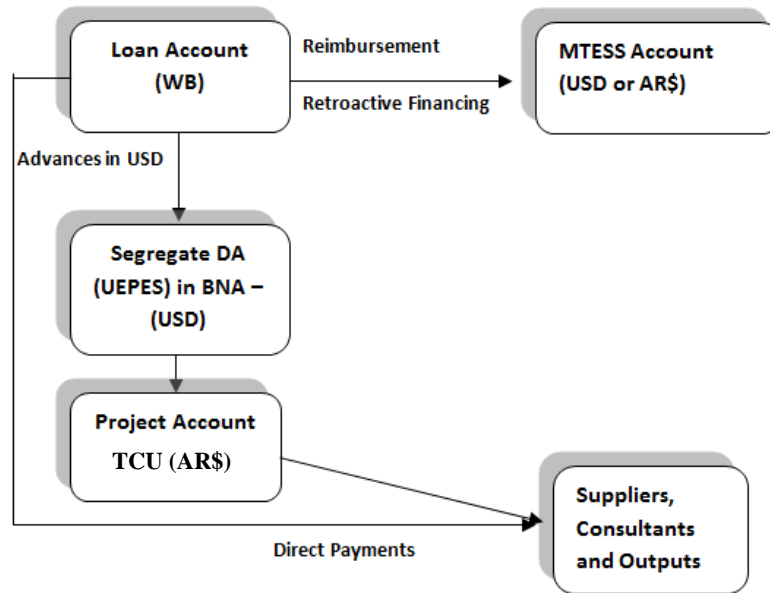 Loan Account
(WB)
Reimbursement
Retroactive Financing
MTESS Account
(USD or AR$)
Advances in USD
Segregate DA
(UEPES) in BNA –
(USD)
Project Account
TCU (AR$)
Suppliers,
Consultants
and Outputs
Direct Payments